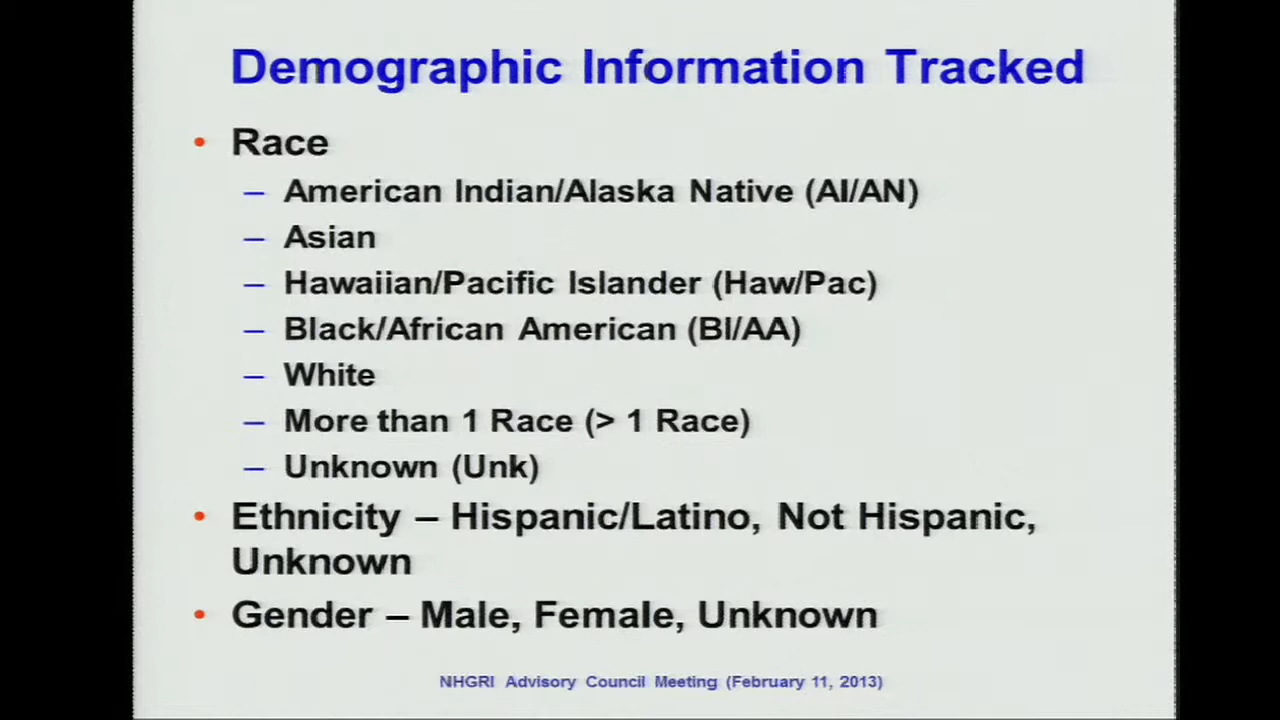 Demographic Information Tracked
• Race
– American Indian/Alaska Native (AI/AN)
– Asian
– Hawaiian/Pacific Islander (Haw/Pac)
– Black/African American (Bl/AA)
– White
– More than 1 Race (> 1 Race)
– Unknown (Unk)
• Ethnicity – Hispanic/Latino, Not Hispanic,
Unknown
• Gender – Male, Female, Unknown
NHGRI Advisory Council Meeting (February 11, 2013)